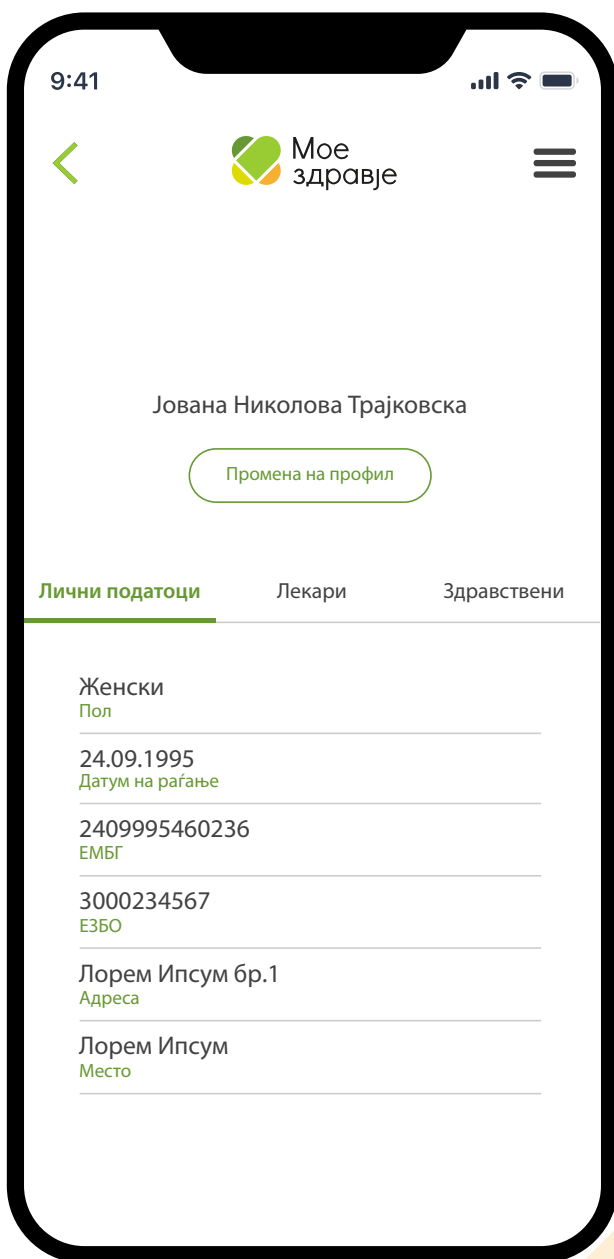 9:41
Мое
здравје
Јована Николова Трајковска
Промена на профил
Лични податоци Лекари Здравствени
Женски
Пол
24.09.1995
Датум на раѓање
2409995460236
ЕМБГ
3000234567
ЕЗБО
Лорем Ипсум бр.1
Адреса
Лорем Ипсум
Место